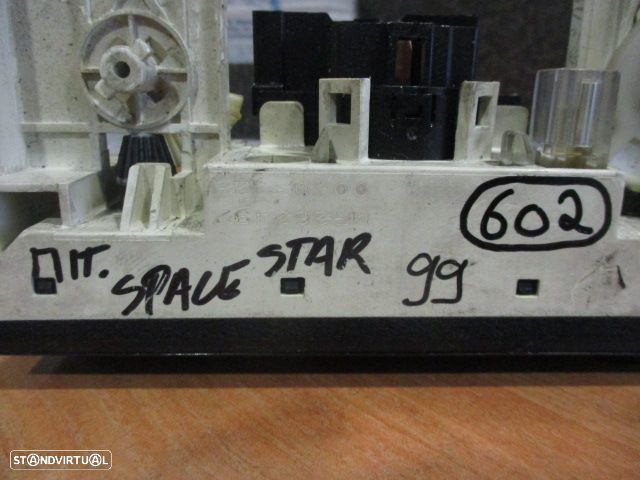 602
MIT. SPACE STAR 99
STANDVIRTUAL